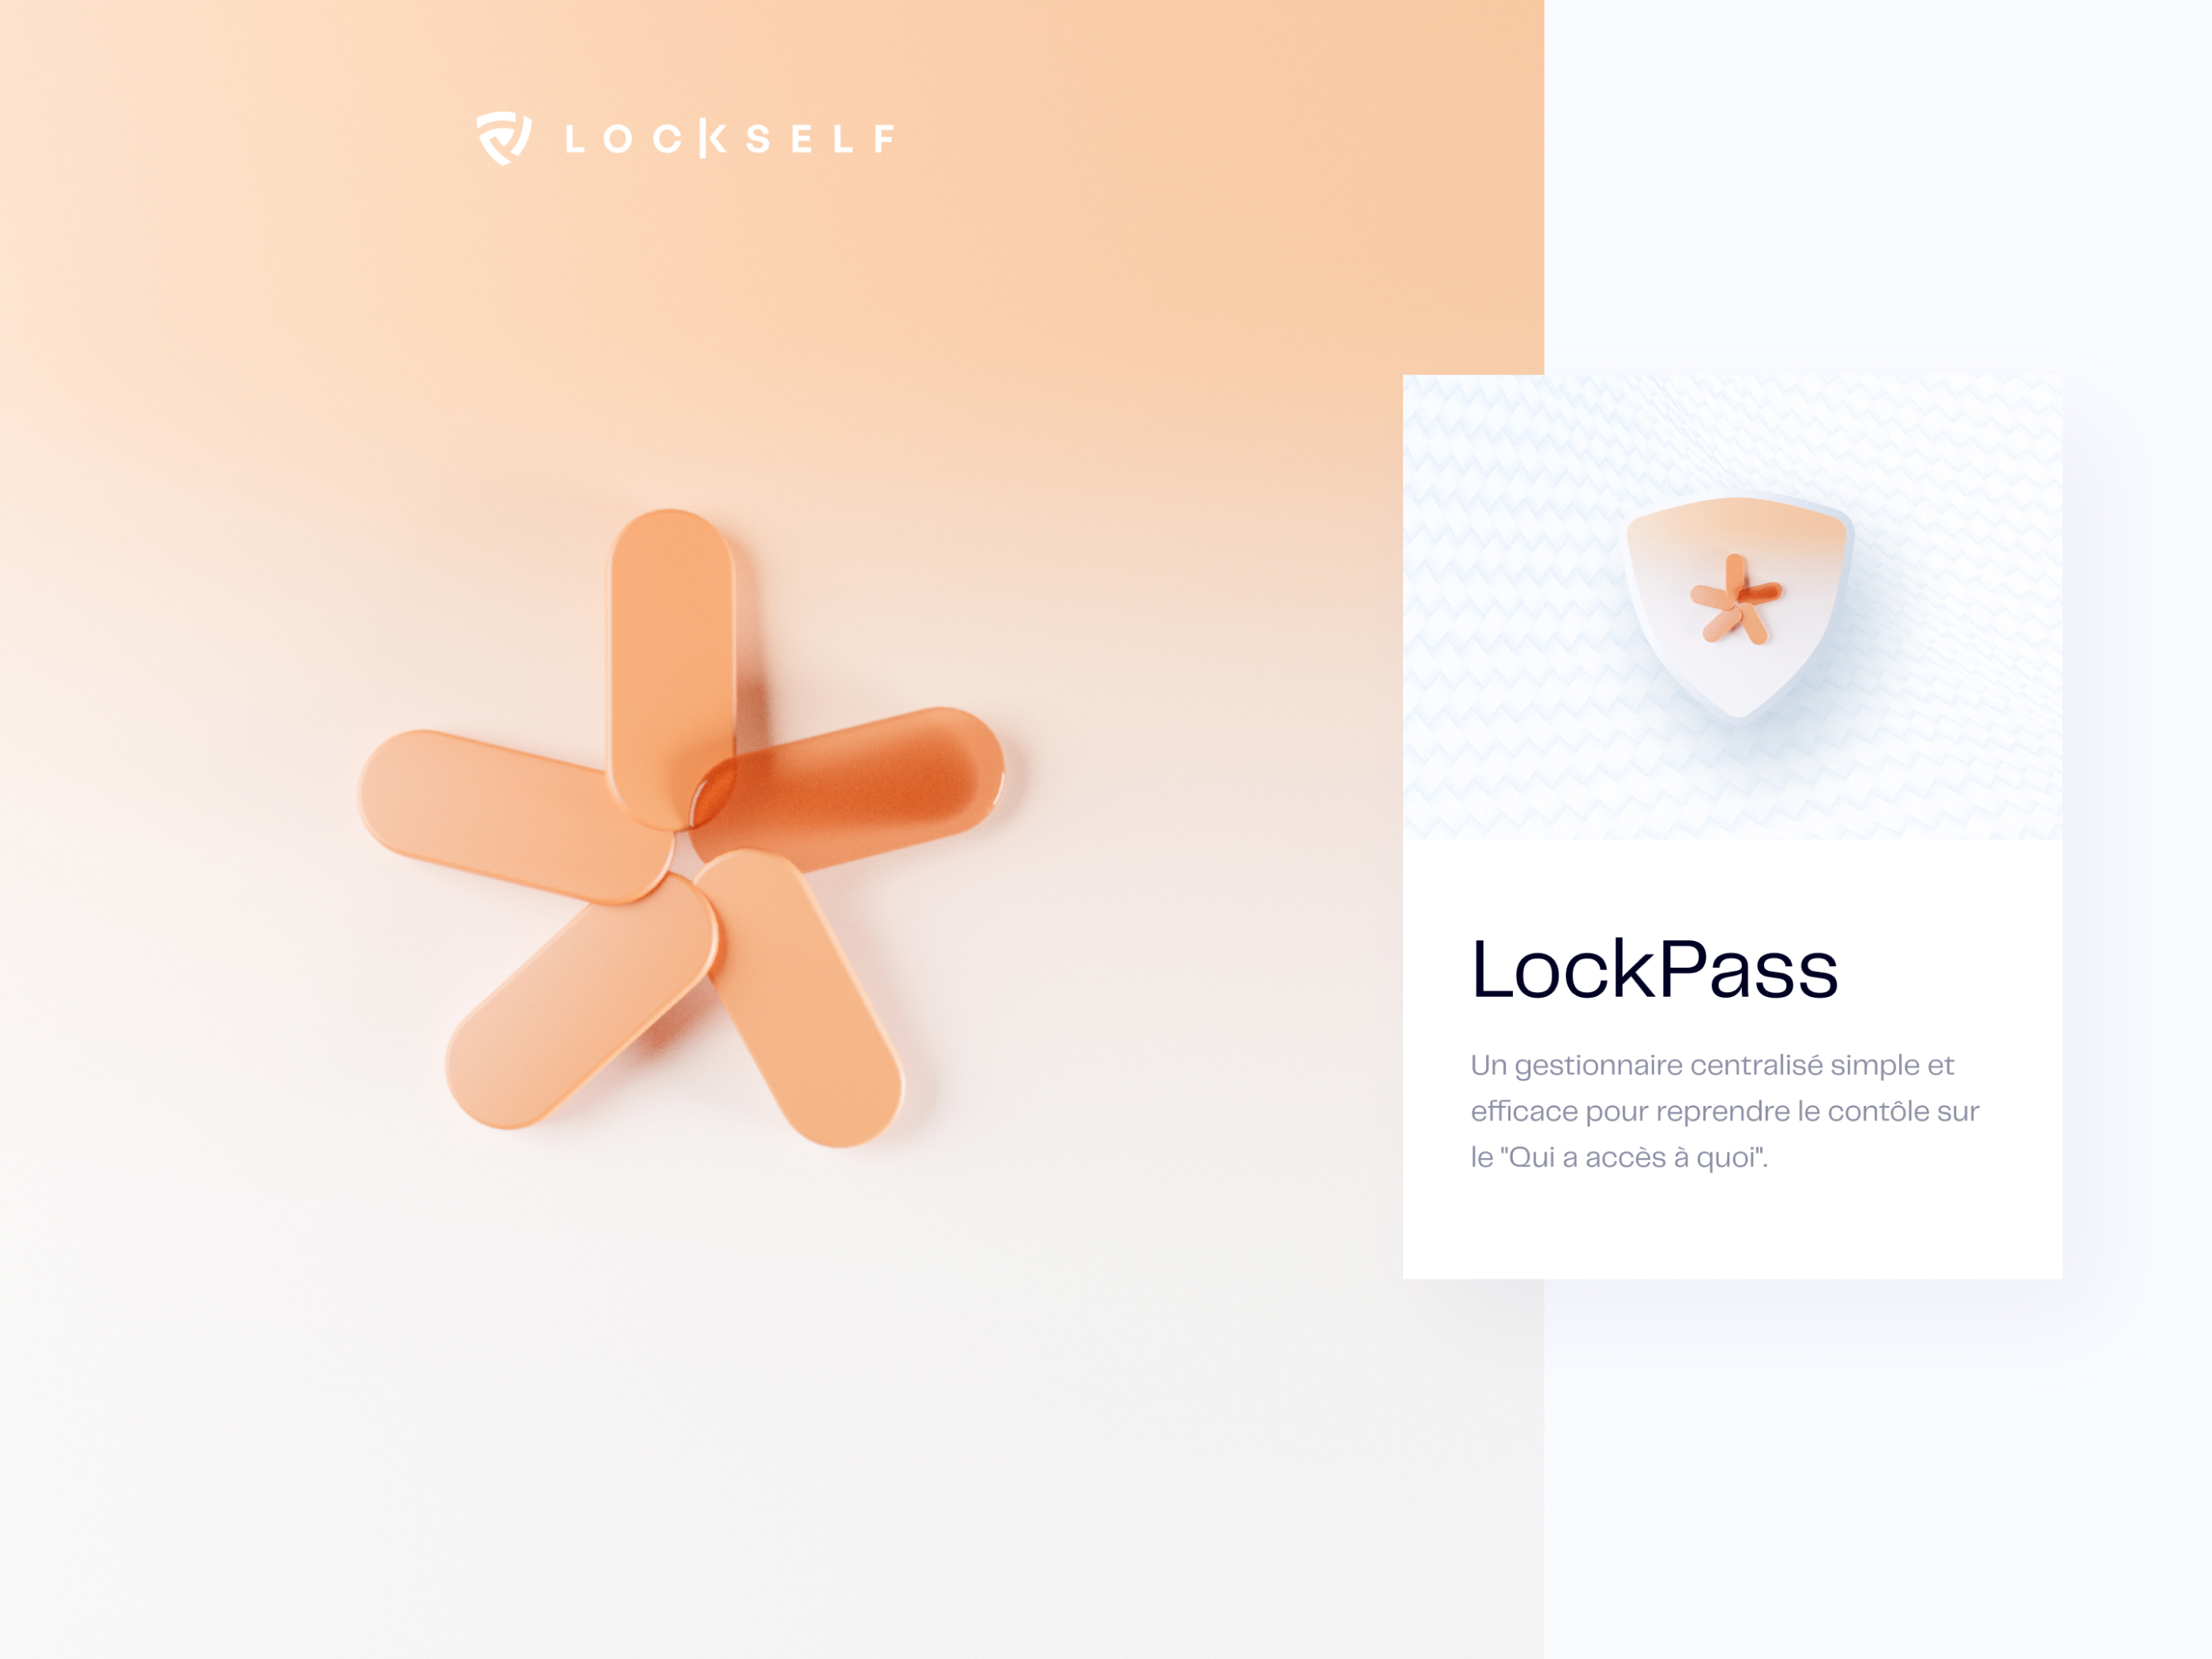 LOCKSELF
LockPass
Un gestionnaire centralisé simple et
efficace pour reprendre le contôle sur
le "Qui a accès à quoi".